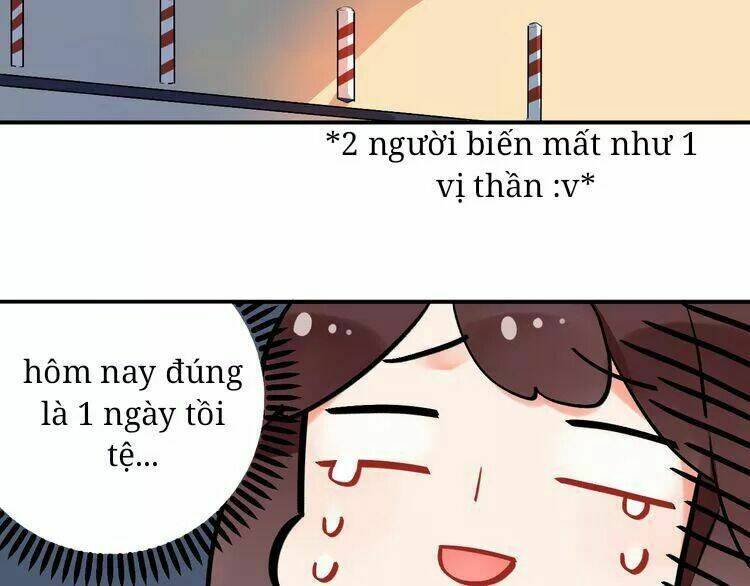 *2 người biến mất như 1
vị thần :v*
hôm nay đúng
là 1 ngày tồi
tệ...